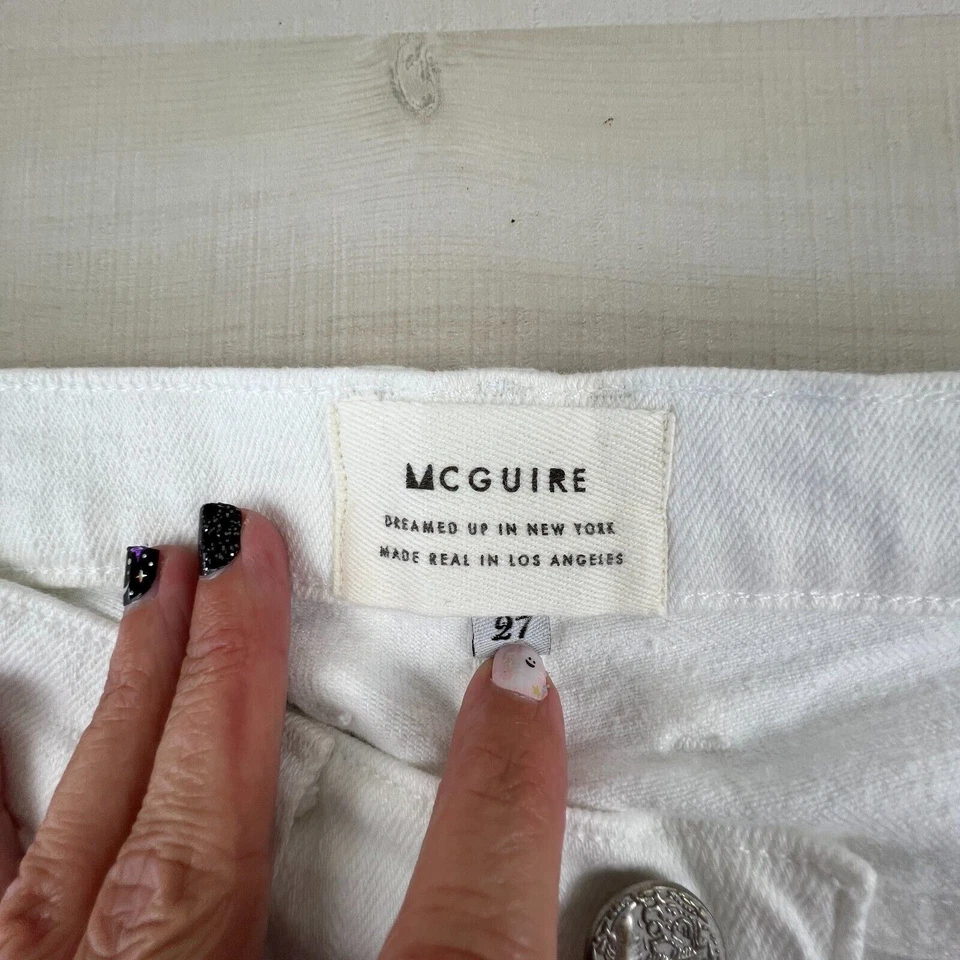 MCGUIRE
DREAMED UP IN NEW YORK
MADE REAL IN LOS ANGELES
27